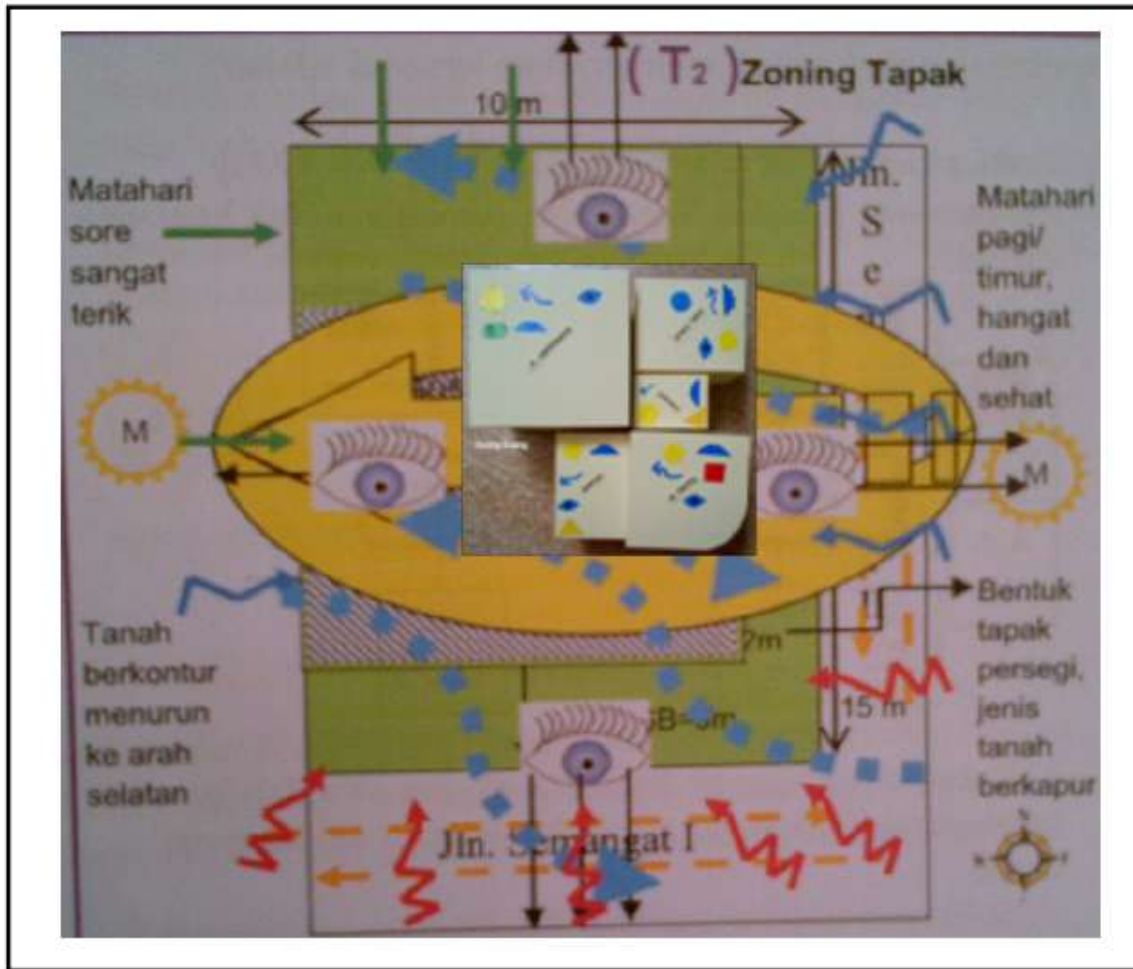 ( T2 ) Zoning Tapak
10 m
Matahari
sore
sangat
terik
Jln.
S
e
Matahari
pagi/
timur,
hangat
dan
sehat
M
M
Tanah
berkontur
menurun
ke arah
selatan
2m
15 m
Bentuk
tapak
persegi,
jenis
tanah
berkapur
Jln. Semangat I